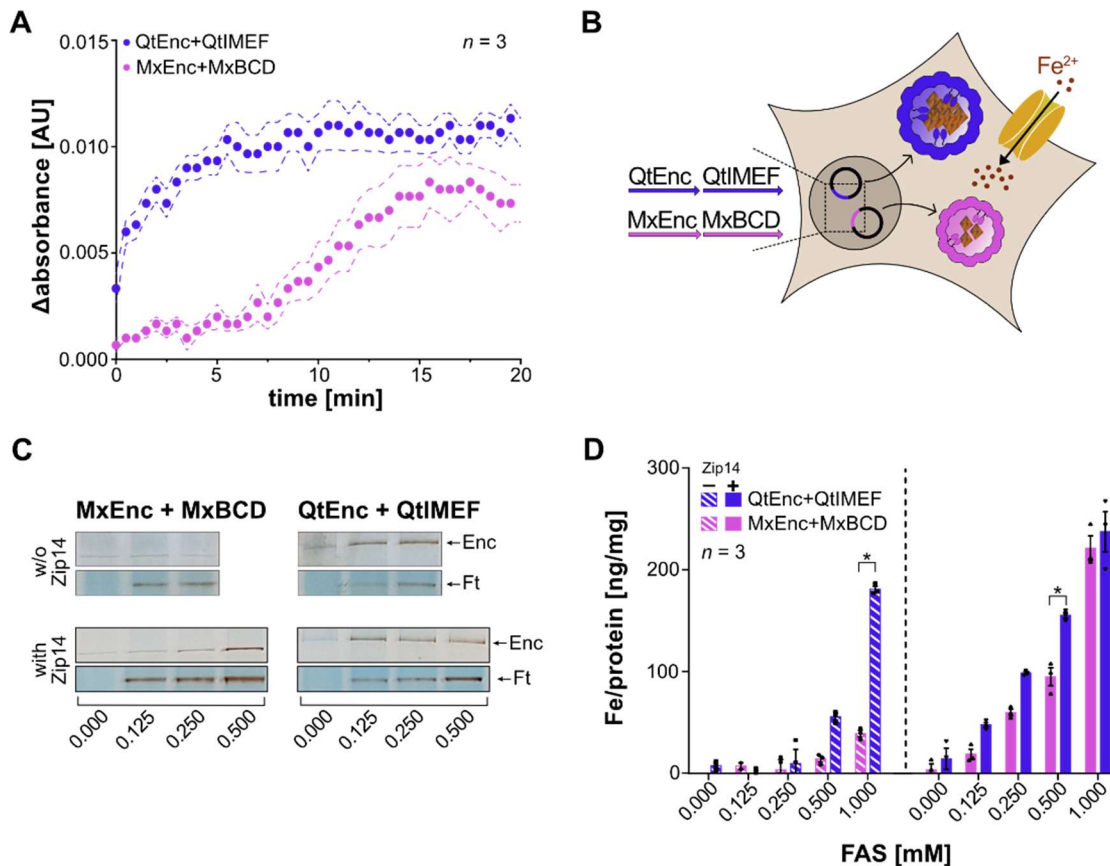 A
0.015
0.010
0.005
0.000
Δabsorbance [AU]
QtEnc+QtIMEF
MxEnc+MxBCD
n = 3
0
5
10
15
20
time [min]
B
Fe²⁺
QtEnc QtIMEF
MxEnc MxBCD
C
MxEnc + MxBCD
QtEnc + QtIMEF
w/o Zip14
←Enc
←Ft
with Zip14
←Enc
←Ft
0.000 0.125 0.250 0.500
0.000 0.125 0.250 0.500
D
300
200
100
0
Fe/protein [ng/mg]
Zip14
− +
QtEnc+QtIMEF
MxEnc+MxBCD
n = 3
*
*
0.000 0.125 0.250 0.500 1.000
0.000 0.125 0.250 0.500 1.000
FAS [mM]